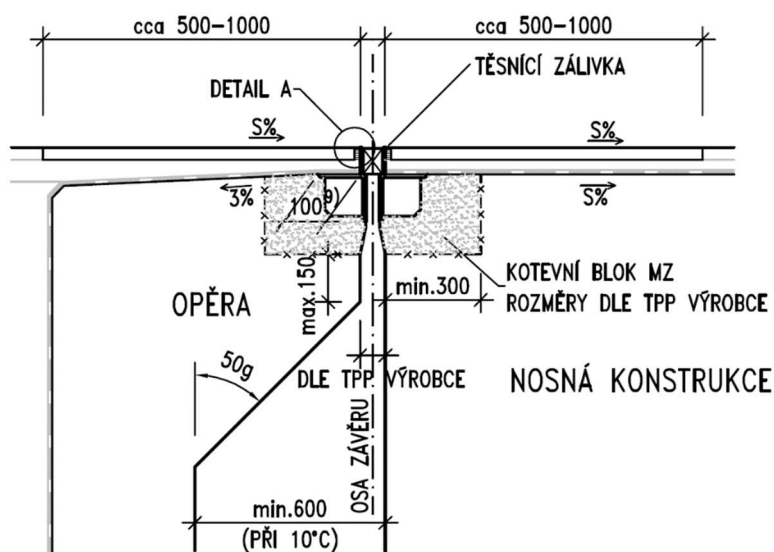 cca 500-1000
cca 500-1000
DETAIL A
TĚSNÍCÍ ZÁLIVKA
S%
S%
3%
100 9)
S%
max.150
min.300
KOTEVNÍ BLOK MZ
ROZMĚRY DLE TPP VÝROBCE
OPĚRA
50g
DLE TPP VÝROBCE
NOSNÁ KONSTRUKCE
OSA ZÁVĚRU
min.600
(PŘI 10°C)